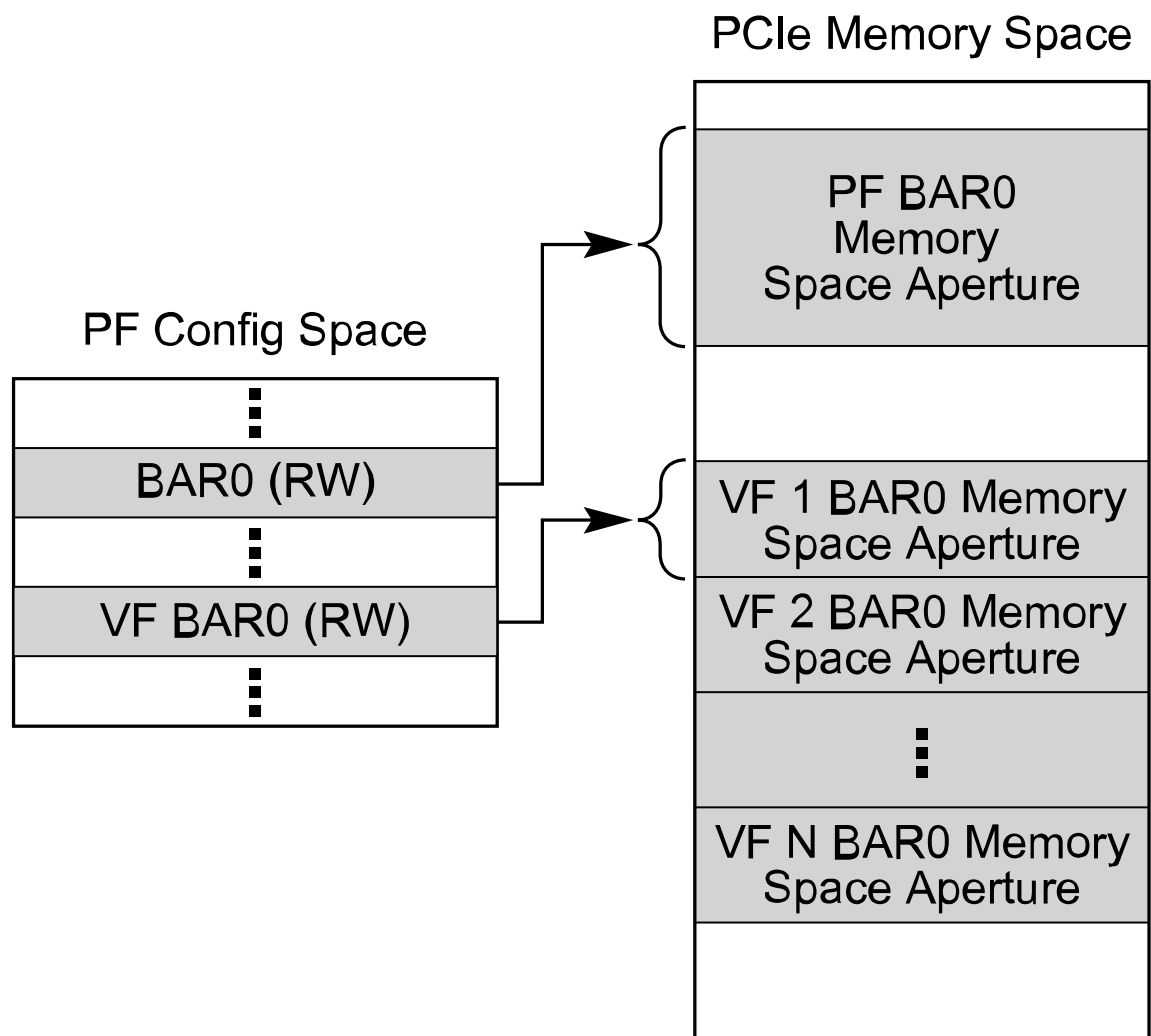 PCIe Memory Space
PF BAR0
Memory
Space Aperture
PF Config Space
BAR0 (RW)
VF BAR0 (RW)
VF 1 BAR0 Memory
Space Aperture
VF 2 BAR0 Memory
Space Aperture
VF N BAR0 Memory
Space Aperture